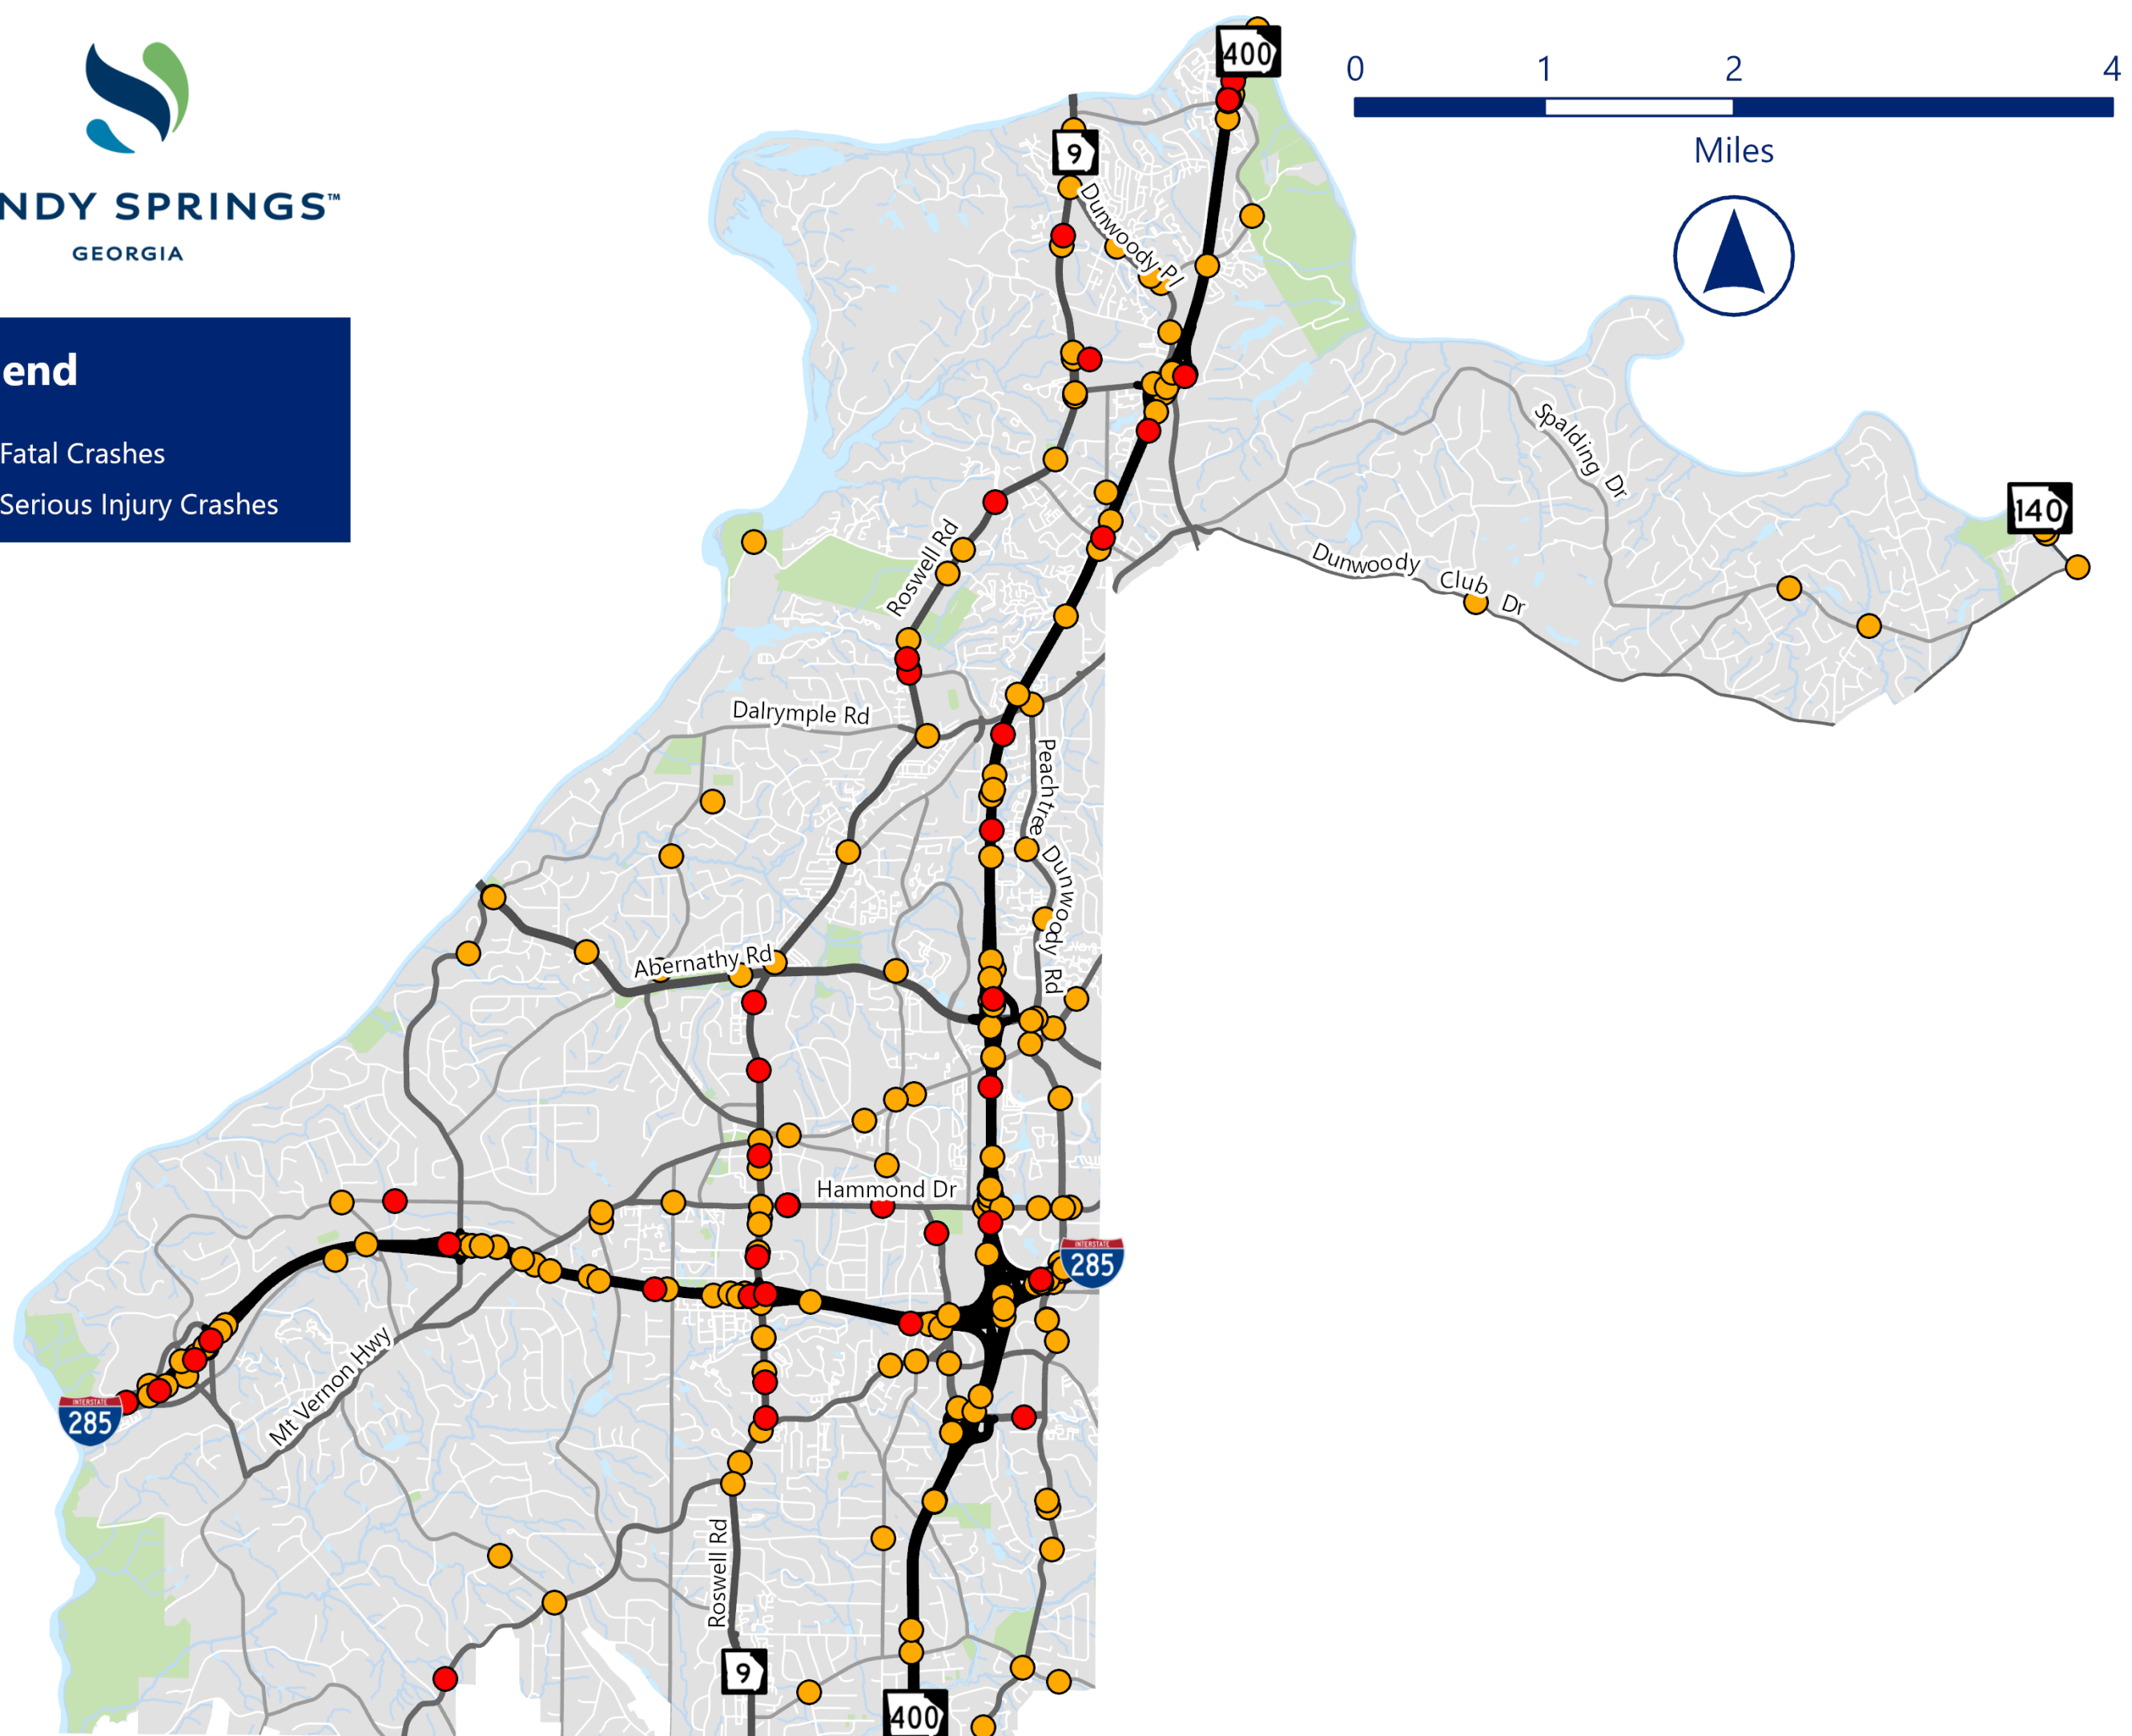 NDY SPRINGS™
GEORGIA
end
Fatal Crashes
Serious Injury Crashes
0 1 2 4
Miles
400
9
Dunwoody Pl
Spalding Dr
140
Dunwoody Club Dr
Roswell Rd
Dalrymple Rd
Peachtree Dunwoody Rd
Abernathy Rd
Hammond Dr
INTERSTATE
285
INTERSTATE
285
Mt Vernon Hwy
Roswell Rd
9
400